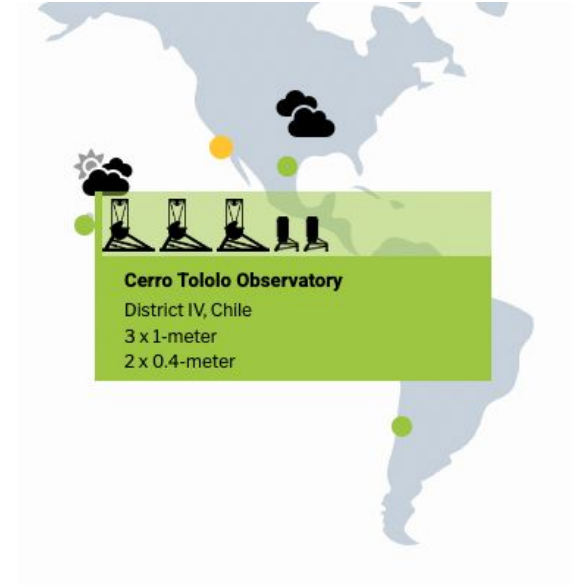 Cerro Tololo Observatory
District IV, Chile
3 x 1-meter
2 x 0.4-meter